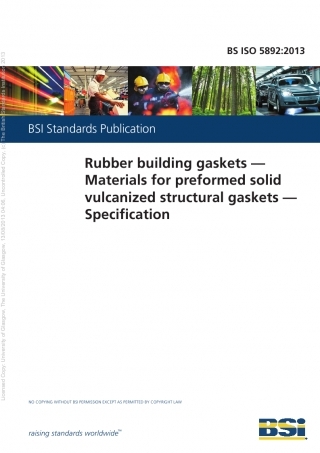 BS ISO 5892:2013
BSI Standards Publication
Rubber building gaskets —
Materials for preformed solid
vulcanized structural gaskets —
Specification
NO COPYING WITHOUT BSI PERMISSION EXCEPT AS PERMITTED BY COPYRIGHT LAW
raising standards worldwide™
BSi